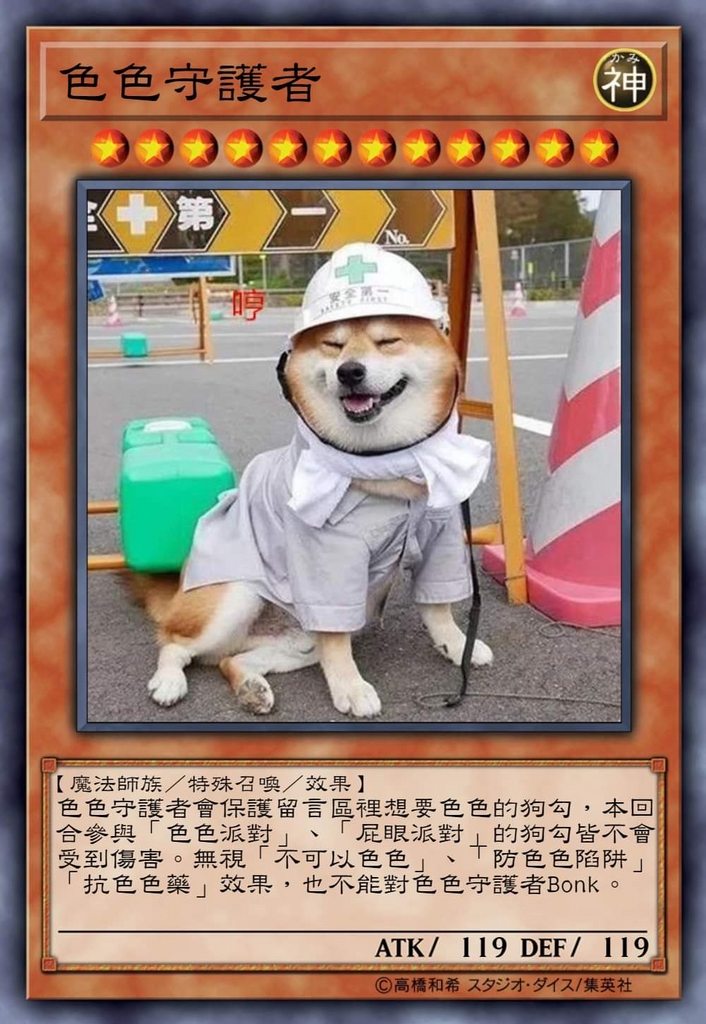 色色守護者
かみ
神
全 第一
No.
哼
安全第一
SAFETY FIRST
【魔法師族／特殊召喚／效果】
色色守護者會保護留言區裡想要色色的狗勾，本回
合參與「色色派對」、「屁眼派對」的狗勾皆不會
受到傷害。無視「不可以色色」、「防色色陷阱」
「抗色色藥」效果，也不能對色色守護者Bonk。
ATK/ 119 DEF/ 119
©高橋和希 スタジオ・ダイス/集英社